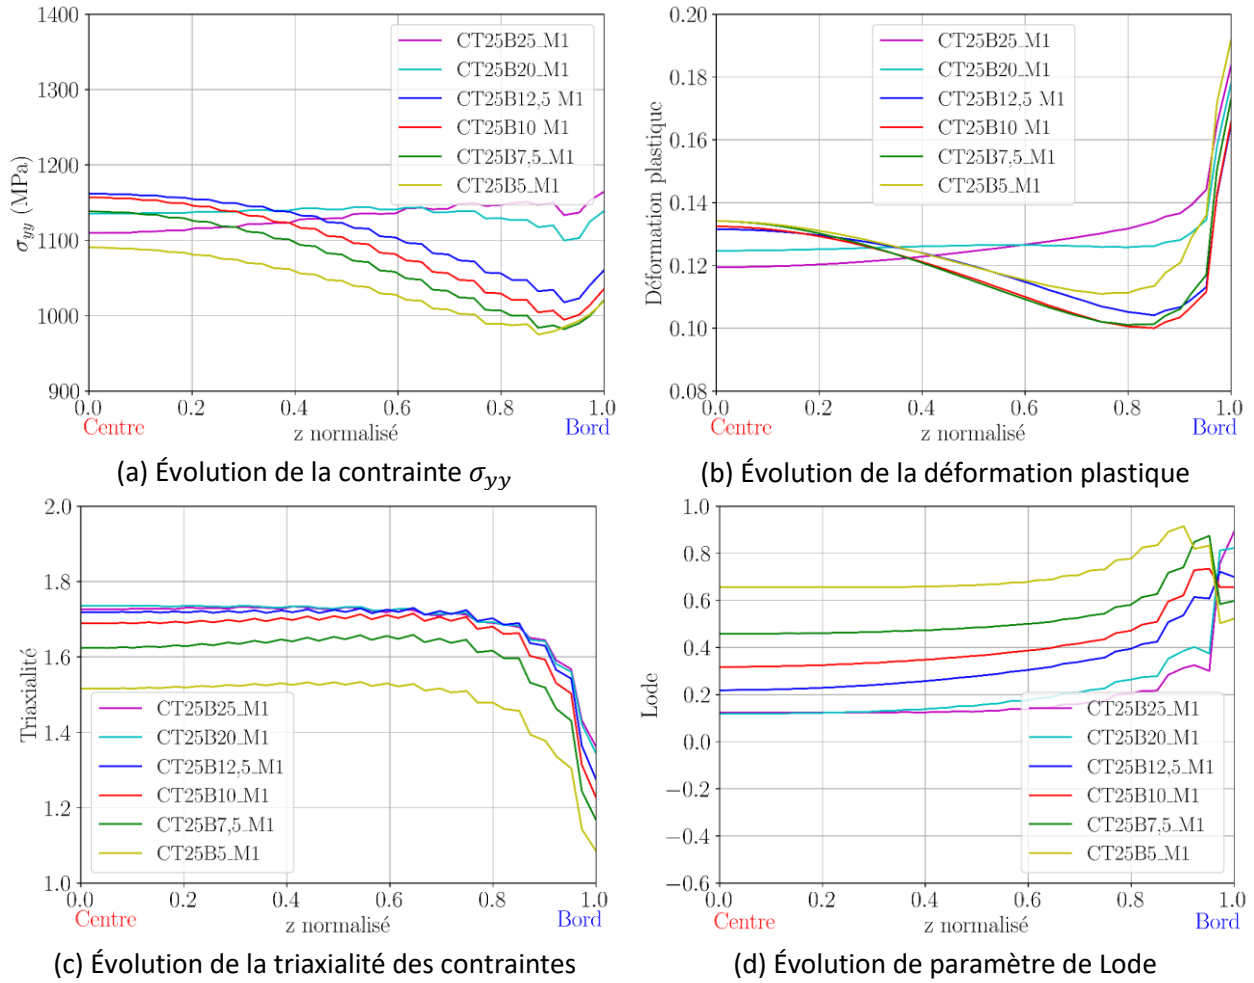 1400
1300
1200
1100
1000
900
σyy (MPa)
CT25B25_M1
CT25B20_M1
CT25B12,5 M1
CT25B10 M1
CT25B7,5_M1
CT25B5_M1
0.0 0.2 0.4 0.6 0.8 1.0
Centre z normalisé Bord
(a) Évolution de la contrainte σyy
0.20
0.18
0.16
0.14
0.12
0.10
0.08
Déformation plastique
CT25B25_M1
CT25B20_M1
CT25B12,5 M1
CT25B10 M1
CT25B7,5_M1
CT25B5_M1
0.0 0.2 0.4 0.6 0.8 1.0
Centre z normalisé Bord
(b) Évolution de la déformation plastique
2.0
1.8
1.6
1.4
1.2
1.0
Triaxialité
CT25B25_M1
CT25B20_M1
CT25B12,5_M1
CT25B10_M1
CT25B7,5_M1
CT25B5_M1
0.0 0.2 0.4 0.6 0.8 1.0
Centre z normalisé Bord
(c) Évolution de la triaxialité des contraintes
1.0
0.8
0.6
0.4
0.2
0.0
−0.2
−0.4
−0.6
Lode
CT25B25_M1
CT25B20_M1
CT25B12,5_M1
CT25B10_M1
CT25B7,5_M1
CT25B5_M1
0.0 0.2 0.4 0.6 0.8 1.0
Centre z normalisé Bord
(d) Évolution de paramètre de Lode